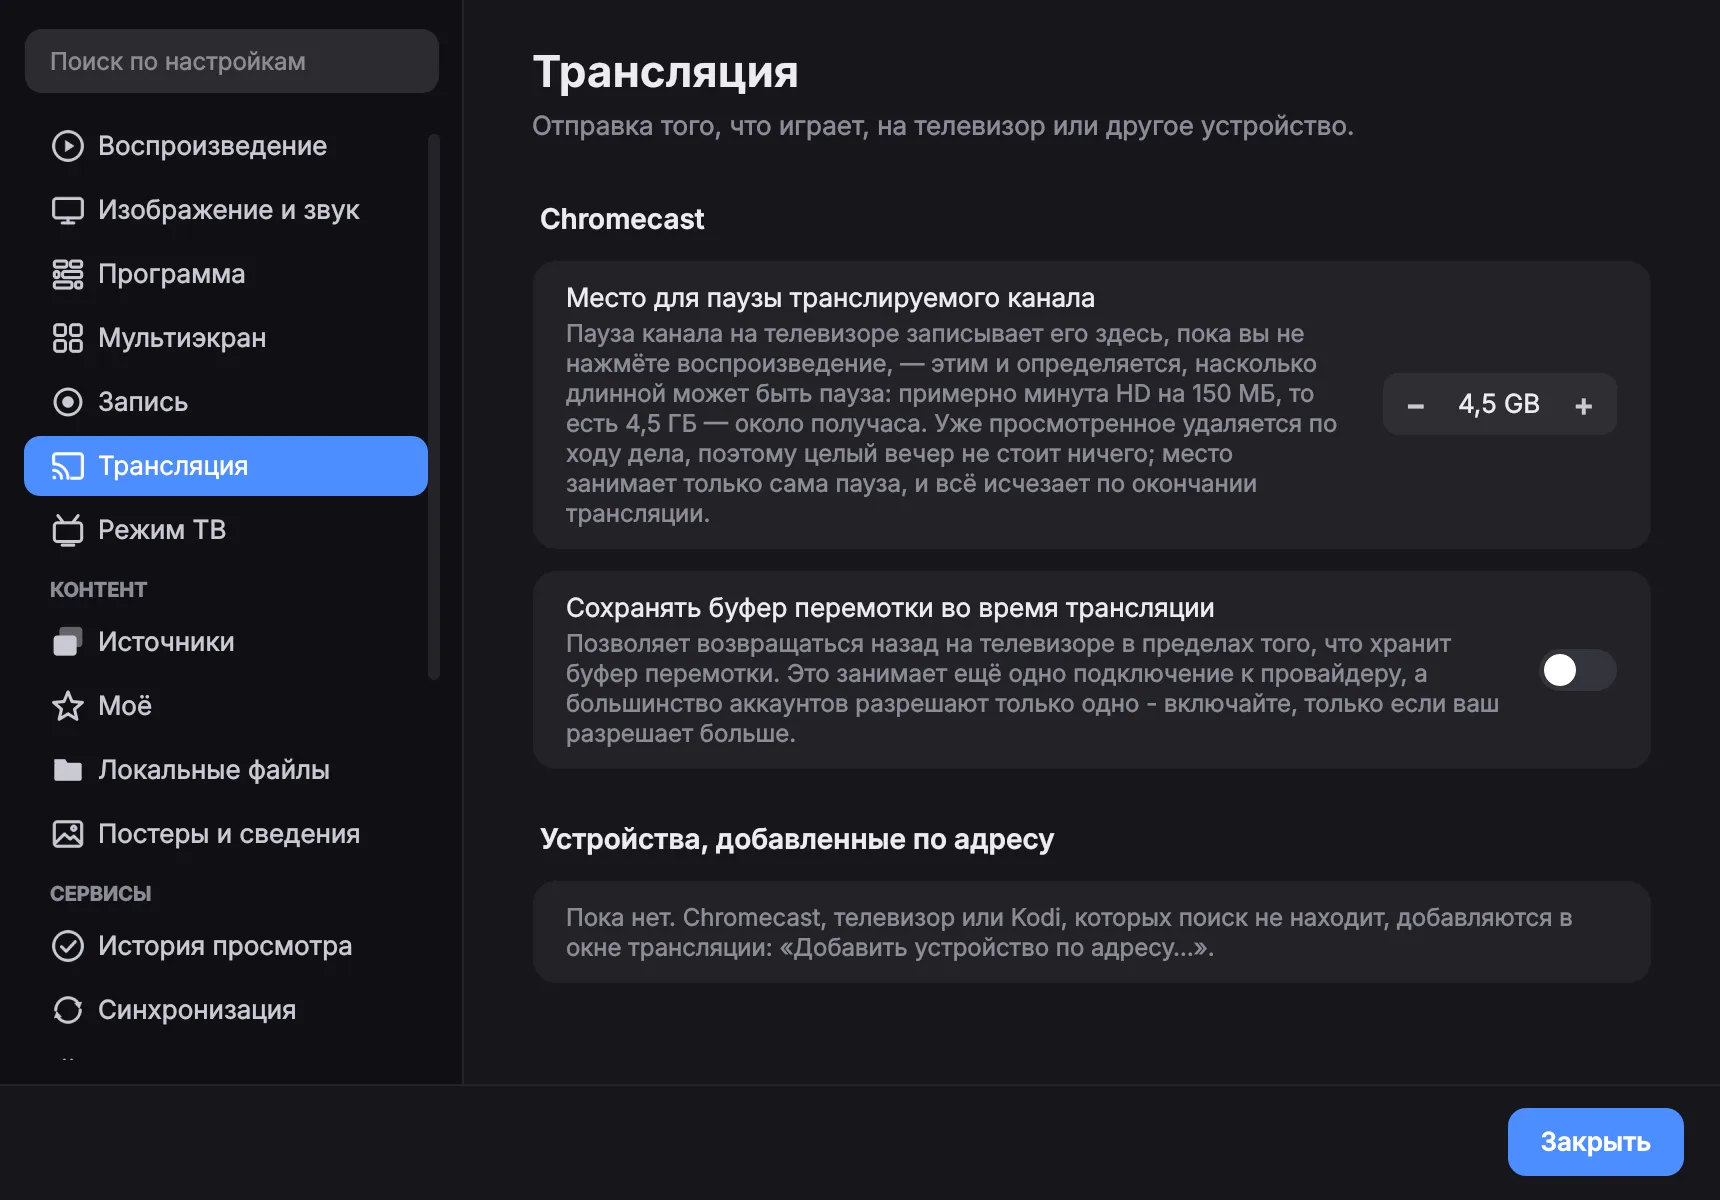 Поиск по настройкам
Воспроизведение
Изображение и звук
Программа
Мультиэкран
Запись
Трансляция
Режим ТВ
КОНТЕНТ
Источники
Моё
Локальные файлы
Постеры и сведения
СЕРВИСЫ
История просмотра
Синхронизация
Трансляция
Отправка того, что играет, на телевизор или другое устройство.
Chromecast
Место для паузы транслируемого канала
Пауза канала на телевизоре записывает его здесь, пока вы не
нажмёте воспроизведение, — этим и определяется, насколько
длинной может быть пауза: примерно минута HD на 150 МБ, то
есть 4,5 ГБ — около получаса. Уже просмотренное удаляется по
ходу дела, поэтому целый вечер не стоит ничего; место
занимает только сама пауза, и всё исчезает по окончании
трансляции.
− 4,5 GB +
Сохранять буфер перемотки во время трансляции
Позволяет возвращаться назад на телевизоре в пределах того, что хранит
буфер перемотки. Это занимает ещё одно подключение к провайдеру, а
большинство аккаунтов разрешают только одно - включайте, только если ваш
разрешает больше.
Устройства, добавленные по адресу
Пока нет. Chromecast, телевизор или Kodi, которых поиск не находит, добавляются в
окне трансляции: «Добавить устройство по адресу...».
Закрыть